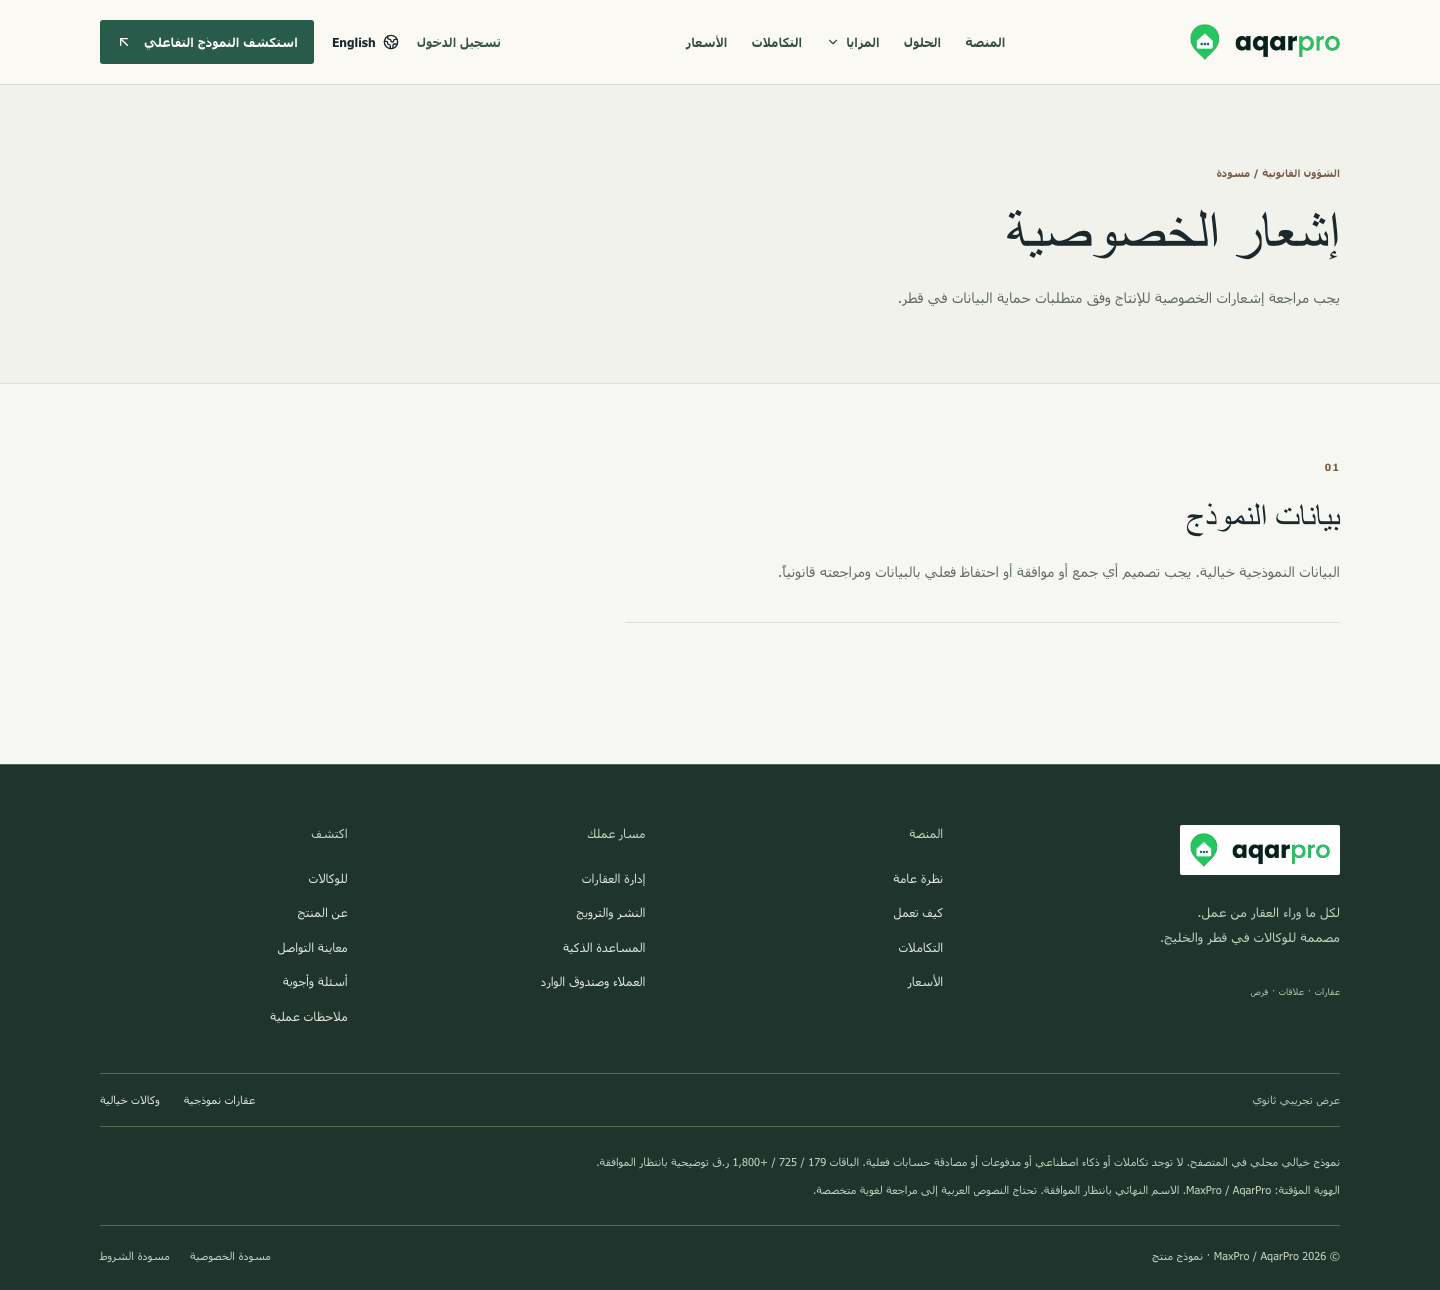 aqarpro
المنصة
الحلول
المزايا
التكاملات
الأسعار
تسجيل الدخول
English
استكشف النموذج التفاعلي
الشؤون القانونية / مسودة
إشعار الخصوصية
يجب مراجعة إشعارات الخصوصية للإنتاج وفق متطلبات حماية البيانات في قطر.
01
بيانات النموذج
البيانات النموذجية خيالية. يجب تصميم أي جمع أو موافقة أو احتفاظ فعلي بالبيانات ومراجعته قانونياً.
aqarpro
لكل ما وراء العقار من عمل.
مصممة للوكالات في قطر والخليج.
عقارات · علاقات · فرص
المنصة
نظرة عامة
كيف تعمل
التكاملات
الأسعار
مسار عملك
إدارة العقارات
النشر والترويج
المساعدة الذكية
العملاء وصندوق الوارد
اكتشف
للوكالات
عن المنتج
معاينة التواصل
أسئلة وأجوبة
ملاحظات عملية
عرض تجريبي ثانوي
عقارات نموذجية
وكالات خيالية
نموذج خيالي محلي في المتصفح. لا توجد تكاملات أو ذكاء اصطناعي أو مدفوعات أو مصادقة حسابات فعلية. الباقات 179 / 725 / +1,800 ر.ق توضيحية بانتظار الموافقة.
الهوية المؤقتة: MaxPro / AqarPro. الاسم النهائي بانتظار الموافقة. تحتاج النصوص العربية إلى مراجعة لغوية متخصصة.
© 2026 MaxPro / AqarPro · نموذج منتج
مسودة الخصوصية
مسودة الشروط